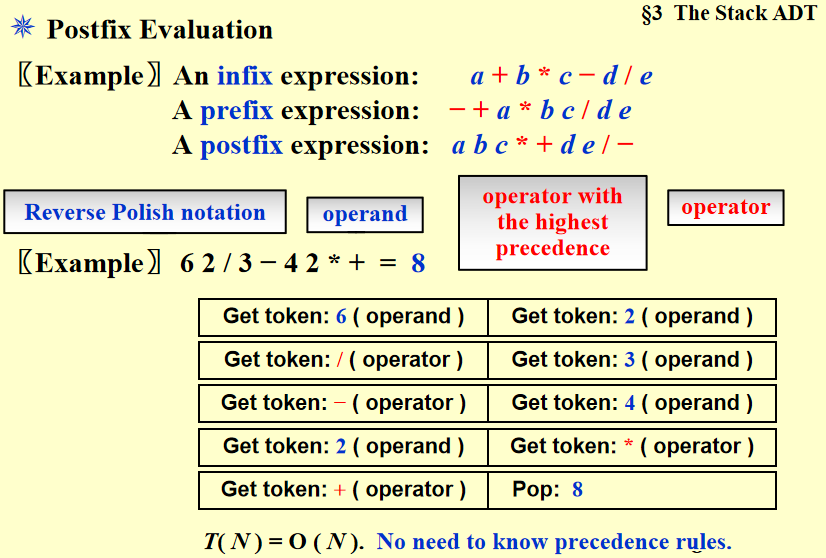 §3 The Stack ADT
Postfix Evaluation
〖Example〗 An infix expression: a + b * c − d / e
A prefix expression: − + a * b c / d e
A postfix expression: a b c * + d e / −
Reverse Polish notation
operand
operator with
the highest
precedence
operator
〖Example〗 6 2 / 3 − 4 2 * + = 8
Get token: 6 ( operand ) Get token: 2 ( operand )
Get token: / ( operator ) Get token: 3 ( operand )
Get token: − ( operator ) Get token: 4 ( operand )
Get token: 2 ( operand ) Get token: * ( operator )
Get token: + ( operator ) Pop: 8
T( N ) = O ( N ). No need to know precedence rules.